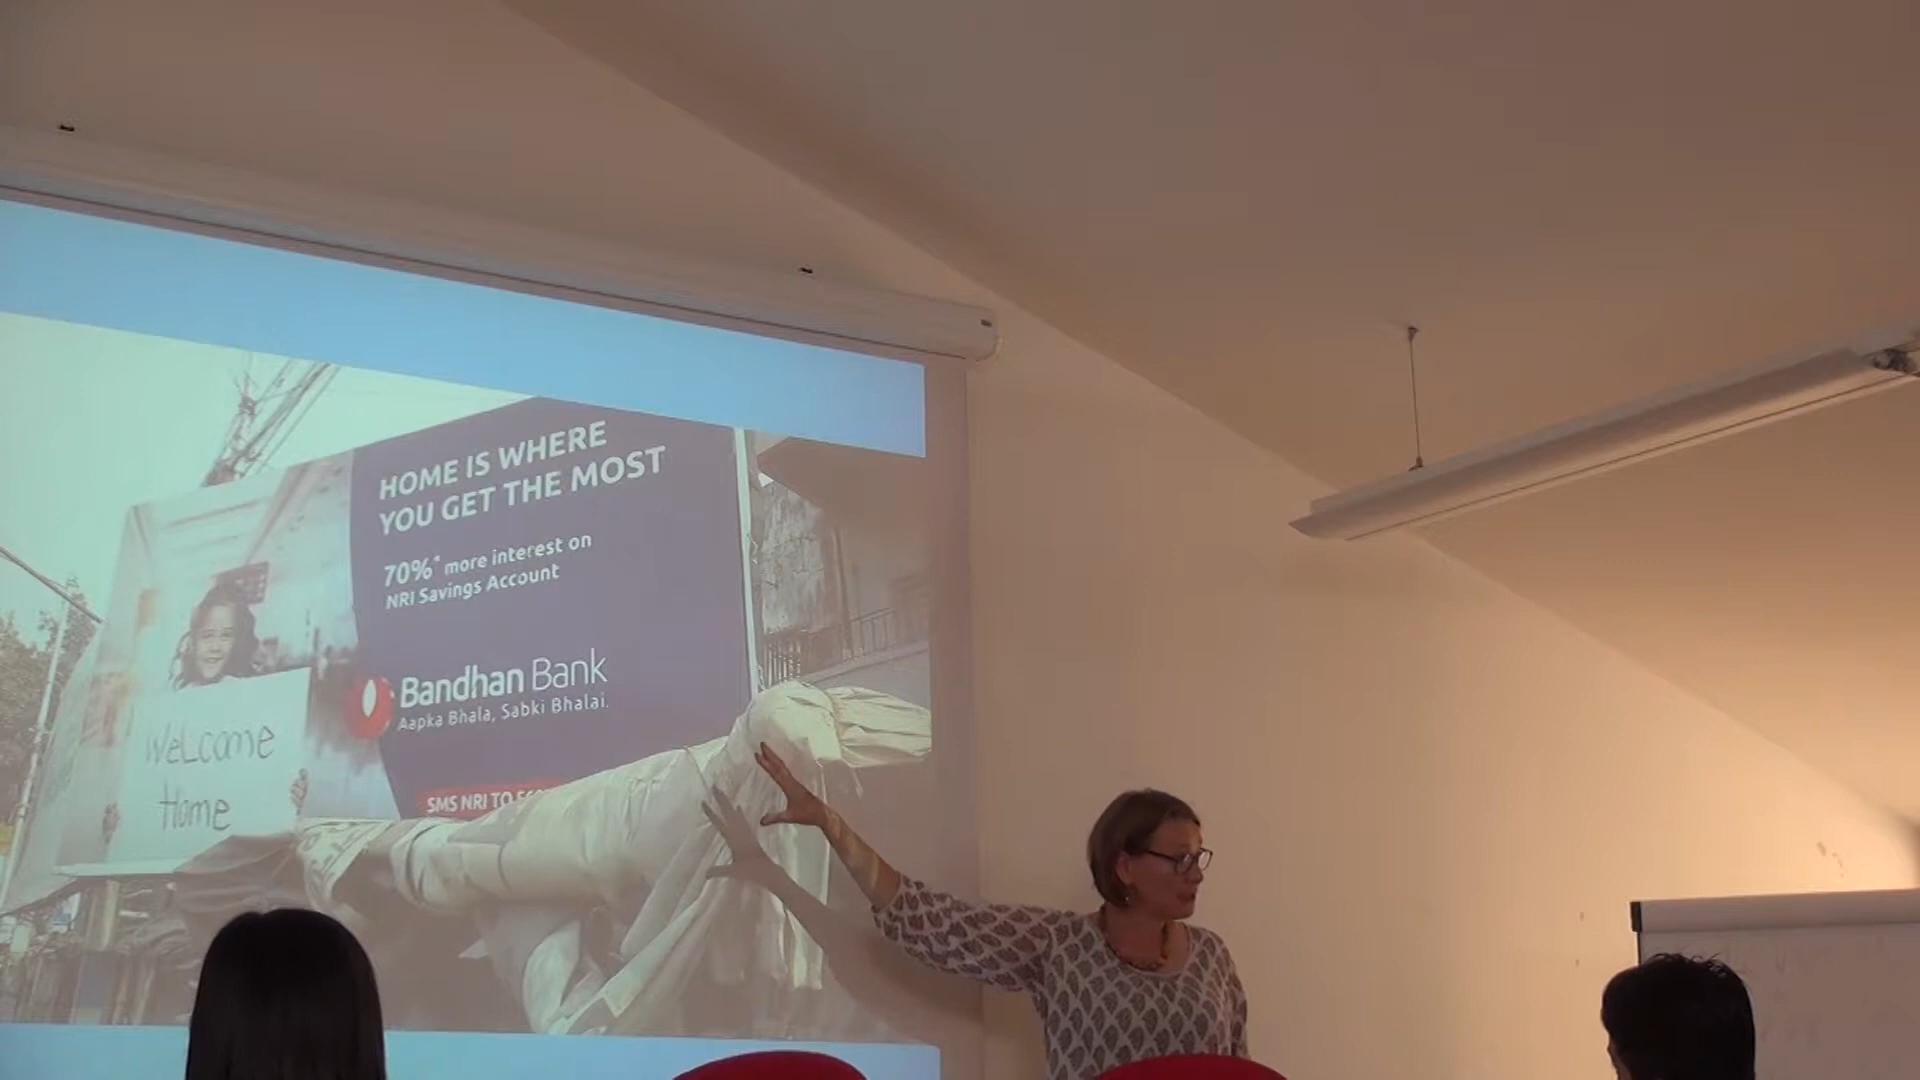 HOME IS WHERE
YOU GET THE MOST
70%* more interest on
NRI Savings Account
Bandhan Bank
Aapka Bhala, Sabki Bhalai.
SMS NRI TO
Welcome
Home